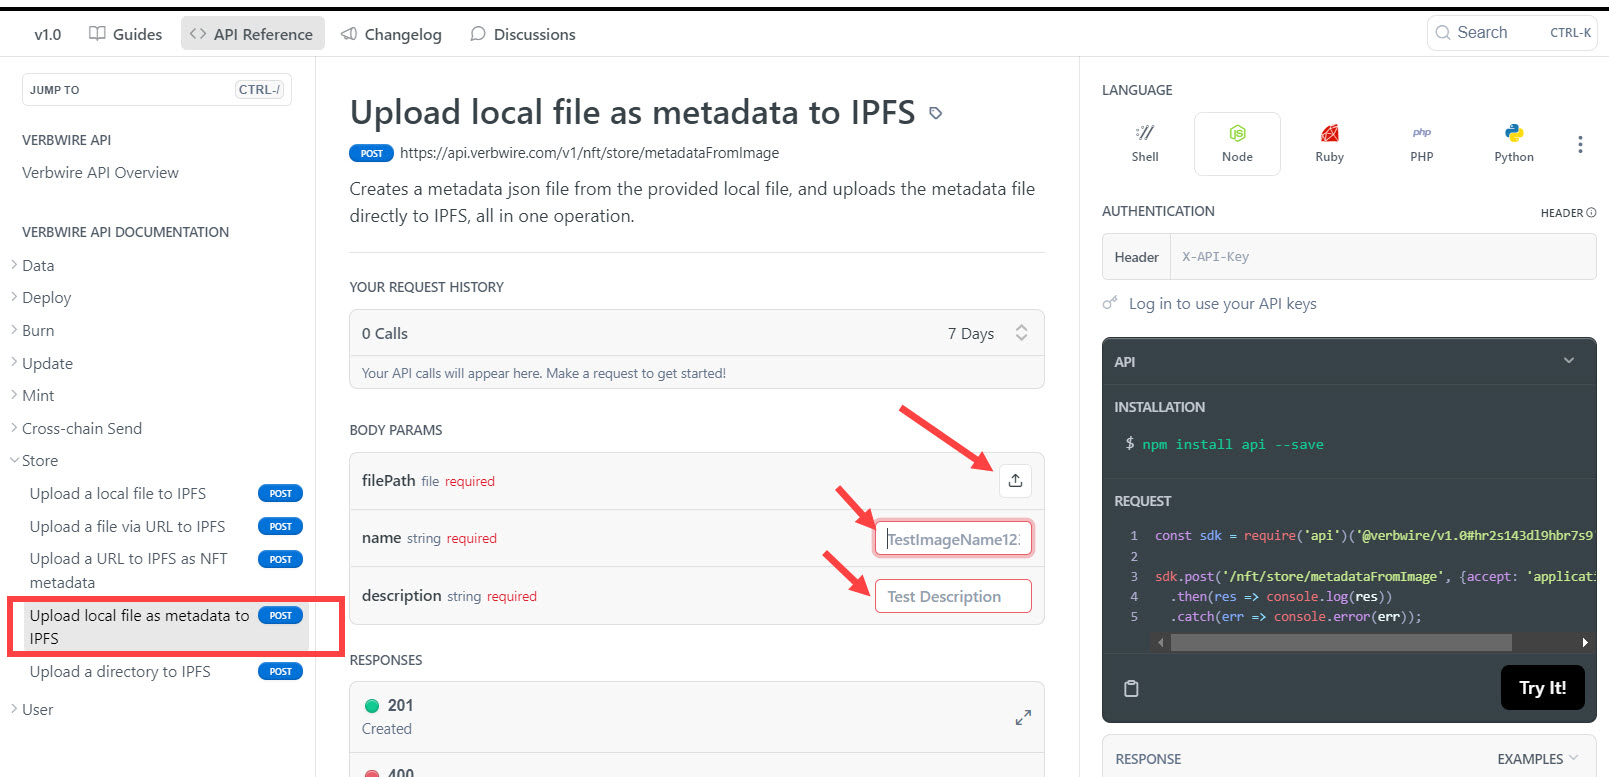 v1.0 Guides API Reference Changelog Discussions Search CTRL-K
JUMP TO CTRL-/
VERBWIRE API
Verbwire API Overview
VERBWIRE API DOCUMENTATION
Data
Deploy
Burn
Update
Mint
Cross-chain Send
Store
Upload a local file to IPFS POST
Upload a file via URL to IPFS POST
Upload a URL to IPFS as NFT POST
metadata
Upload local file as metadata to POST
IPFS
Upload a directory to IPFS POST
User
Upload local file as metadata to IPFS
POST https://api.verbwire.com/v1/nft/store/metadataFromImage
Creates a metadata json file from the provided local file, and uploads the metadata file
directly to IPFS, all in one operation.
YOUR REQUEST HISTORY
0 Calls 7 Days
Your API calls will appear here. Make a request to get started!
BODY PARAMS
filePath file required
name string required TestImageName12
description string required Test Description
RESPONSES
201
Created
400
LANGUAGE
Shell Node Ruby php PHP Python
AUTHENTICATION HEADER
Header X-API-Key
Log in to use your API keys
API
INSTALLATION
$ npm install api --save
REQUEST
1 const sdk = require('api')('@verbwire/v1.0#hr2s143dl9hbr7s9
2
3 sdk.post('/nft/store/metadataFromImage', {accept: 'applicati
4 .then(res => console.log(res))
5 .catch(err => console.error(err));
Try It!
RESPONSE EXAMPLES